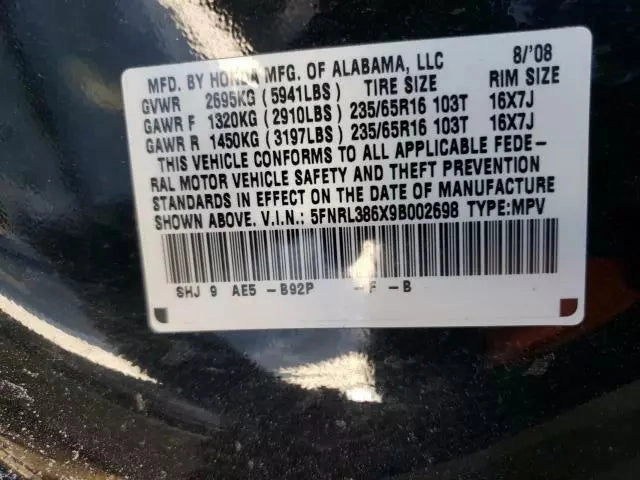 MFD. BY HONDA MFG. OF ALABAMA, LLC 8/'08
GVWR 2695KG (5941LBS) TIRE SIZE RIM SIZE
GAWR F 1320KG (2910LBS) 235/65R16 103T 16X7J
GAWR R 1450KG (3197LBS) 235/65R16 103T 16X7J
THIS VEHICLE CONFORMS TO ALL APPLICABLE FEDE-
RAL MOTOR VEHICLE SAFETY AND THEFT PREVENTION
STANDARDS IN EFFECT ON THE DATE OF MANUFACTURE
SHOWN ABOVE. V.I.N.: 5FNRL386X9B002698 TYPE:MPV
SHJ 9 AE5 -B92P -F -B